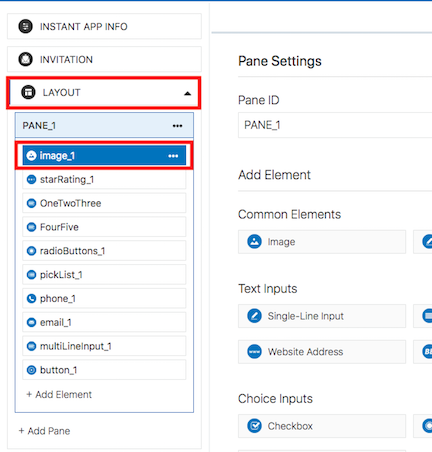 INSTANT APP INFO
INVITATION
LAYOUT
PANE_1
image_1
starRating_1
OneTwoThree
FourFive
radioButtons_1
pickList_1
phone_1
email_1
multiLineInput_1
button_1
+ Add Element
+ Add Pane
Pane Settings
Pane ID
PANE_1
Add Element
Common Elements
Image
Text Inputs
Single-Line Input
www Website Address
Choice Inputs
Checkbox